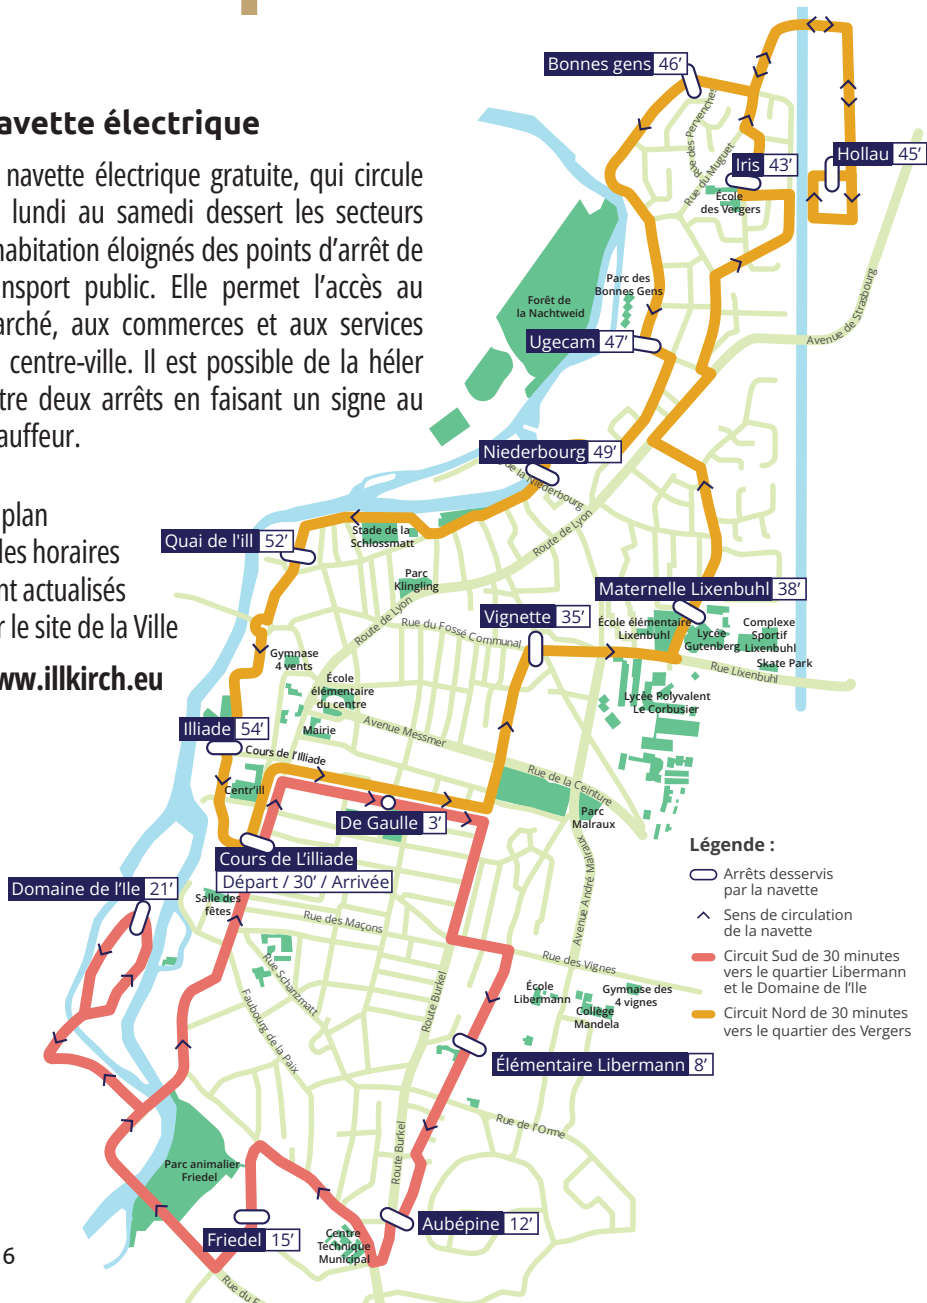 avette électrique
navette électrique gratuite, qui circule
lundi au samedi dessert les secteurs
habitation éloignés des points d’arrêt de
nsport public. Elle permet l’accès au
arché, aux commerces et aux services
centre-ville. Il est possible de la héler
tre deux arrêts en faisant un signe au
auffeur.
plan
les horaires
nt actualisés
r le site de la Ville
ww.illkirch.eu
Bonnes gens 46’
Rue des Pervenches
Rue du Muguet
Iris 43’
Hollau 45’
École
des Vergers
Parc des
Bonnes Gens
Forêt de
la Nachtweid
Avenue de Strasbourg
Ugecam 47’
Niederbourg 49’
de la Niederbourg
Route de Lyon
Quai de l'ill 52’
Stade de la
Schlossmatt
Parc
Klingling
Route de Lyon
Rue du Fossé Communal
Vignette 35’
Maternelle Lixenbuhl 38’
École élémentaire
Lixenbuhl
Lycée
Gutenberg
Complexe
Sportif
Lixenbuhl
Skate Park
Rue Lixenbuhl
Gymnase
4 vents
École
élémentaire
du centre
Lycée Polyvalent
Le Corbusier
Mairie
Avenue Messmer
Illiade 54’
Cours de l’Illiade
Centr’ill
Rue de la Ceinture
Parc
Malraux
De Gaulle 3’
Cours de L’illiade
Départ / 30’ / Arrivée
Avenue André Malraux
Domaine de l’Ile 21’
Salle des
fêtes
Rue des Maçons
Rue des Vignes
Rue Schanzmatt
Faubourg de la Paix
Route Burkel
École
Libermann
Gymnase des
4 vignes
Collège
Mandela
Élémentaire Libermann 8’
Rue de l’Orme
Route Burkel
Parc animalier
Friedel
Friedel 15’
Centre
Technique
Municipal
Aubépine 12’
Rue du
Légende :
Arrêts desservis
par la navette
Sens de circulation
de la navette
Circuit Sud de 30 minutes
vers le quartier Libermann
et le Domaine de l’Ile
Circuit Nord de 30 minutes
vers le quartier des Vergers
6